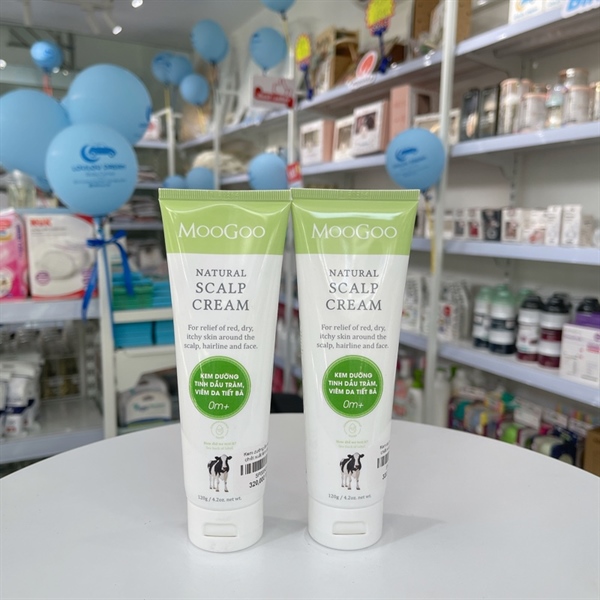 MOOGOO
NATURAL
SCALP
CREAM
For relief of red, dry,
itchy skin around the
scalp, hairline and face.
KEM DƯỠNG
TINH DẦU TRÀM,
VIÊM DA TIẾT BÃ
0m+
120g / 4.2oz. net wt.
MOOGOO
NATURAL
SCALP
CREAM
For relief of red, dry,
itchy skin around the
scalp, hairline and face.
KEM DƯỠNG
TINH DẦU TRÀM,
VIÊM DA TIẾT BÃ
0m+
120g / 4.2oz. net wt.